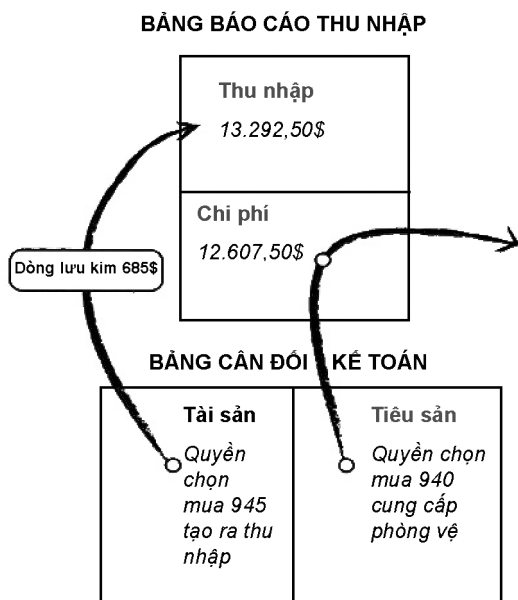 BẢNG BÁO CÁO THU NHẬP
Thu nhập
13.292,50$
Chi phí
12.607,50$
Dòng lưu kim 685$
BẢNG CÂN ĐỐI KẾ TOÁN
Tài sản
Quyền
chọn
mua 945
tạo ra thu
nhập
Tiêu sản
Quyền chọn
mua 940
cung cấp
phòng vệ